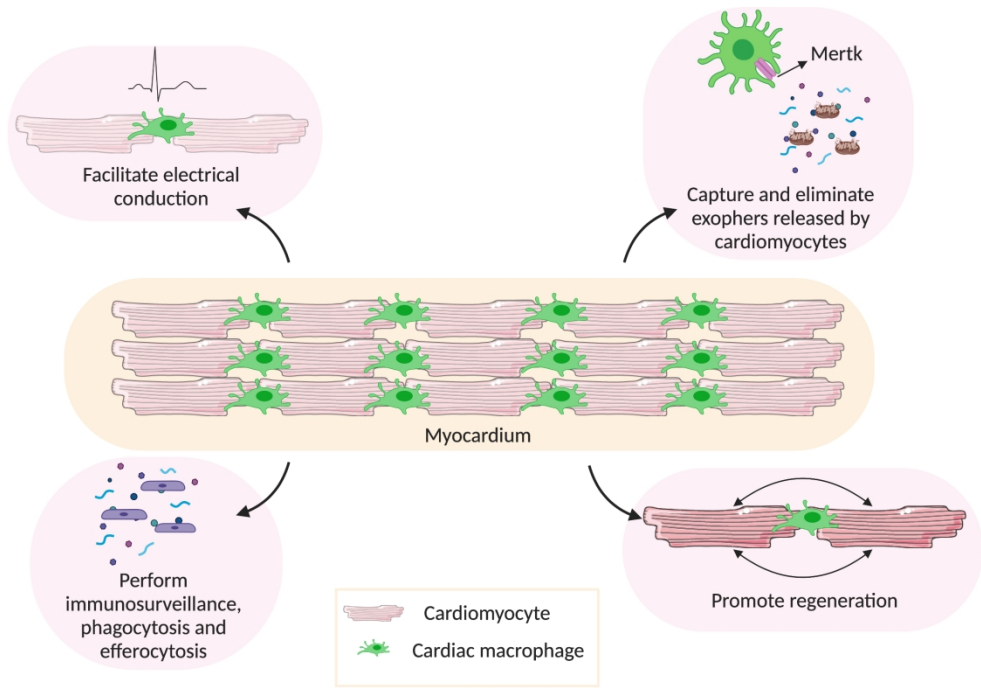 Facilitate electrical
conduction
Mertk
Capture and eliminate
exophers released by
cardiomyocytes
Myocardium
Perform
immunosurveillance,
phagocytosis and
efferocytosis
Promote regeneration
Cardiomyocyte
Cardiac macrophage